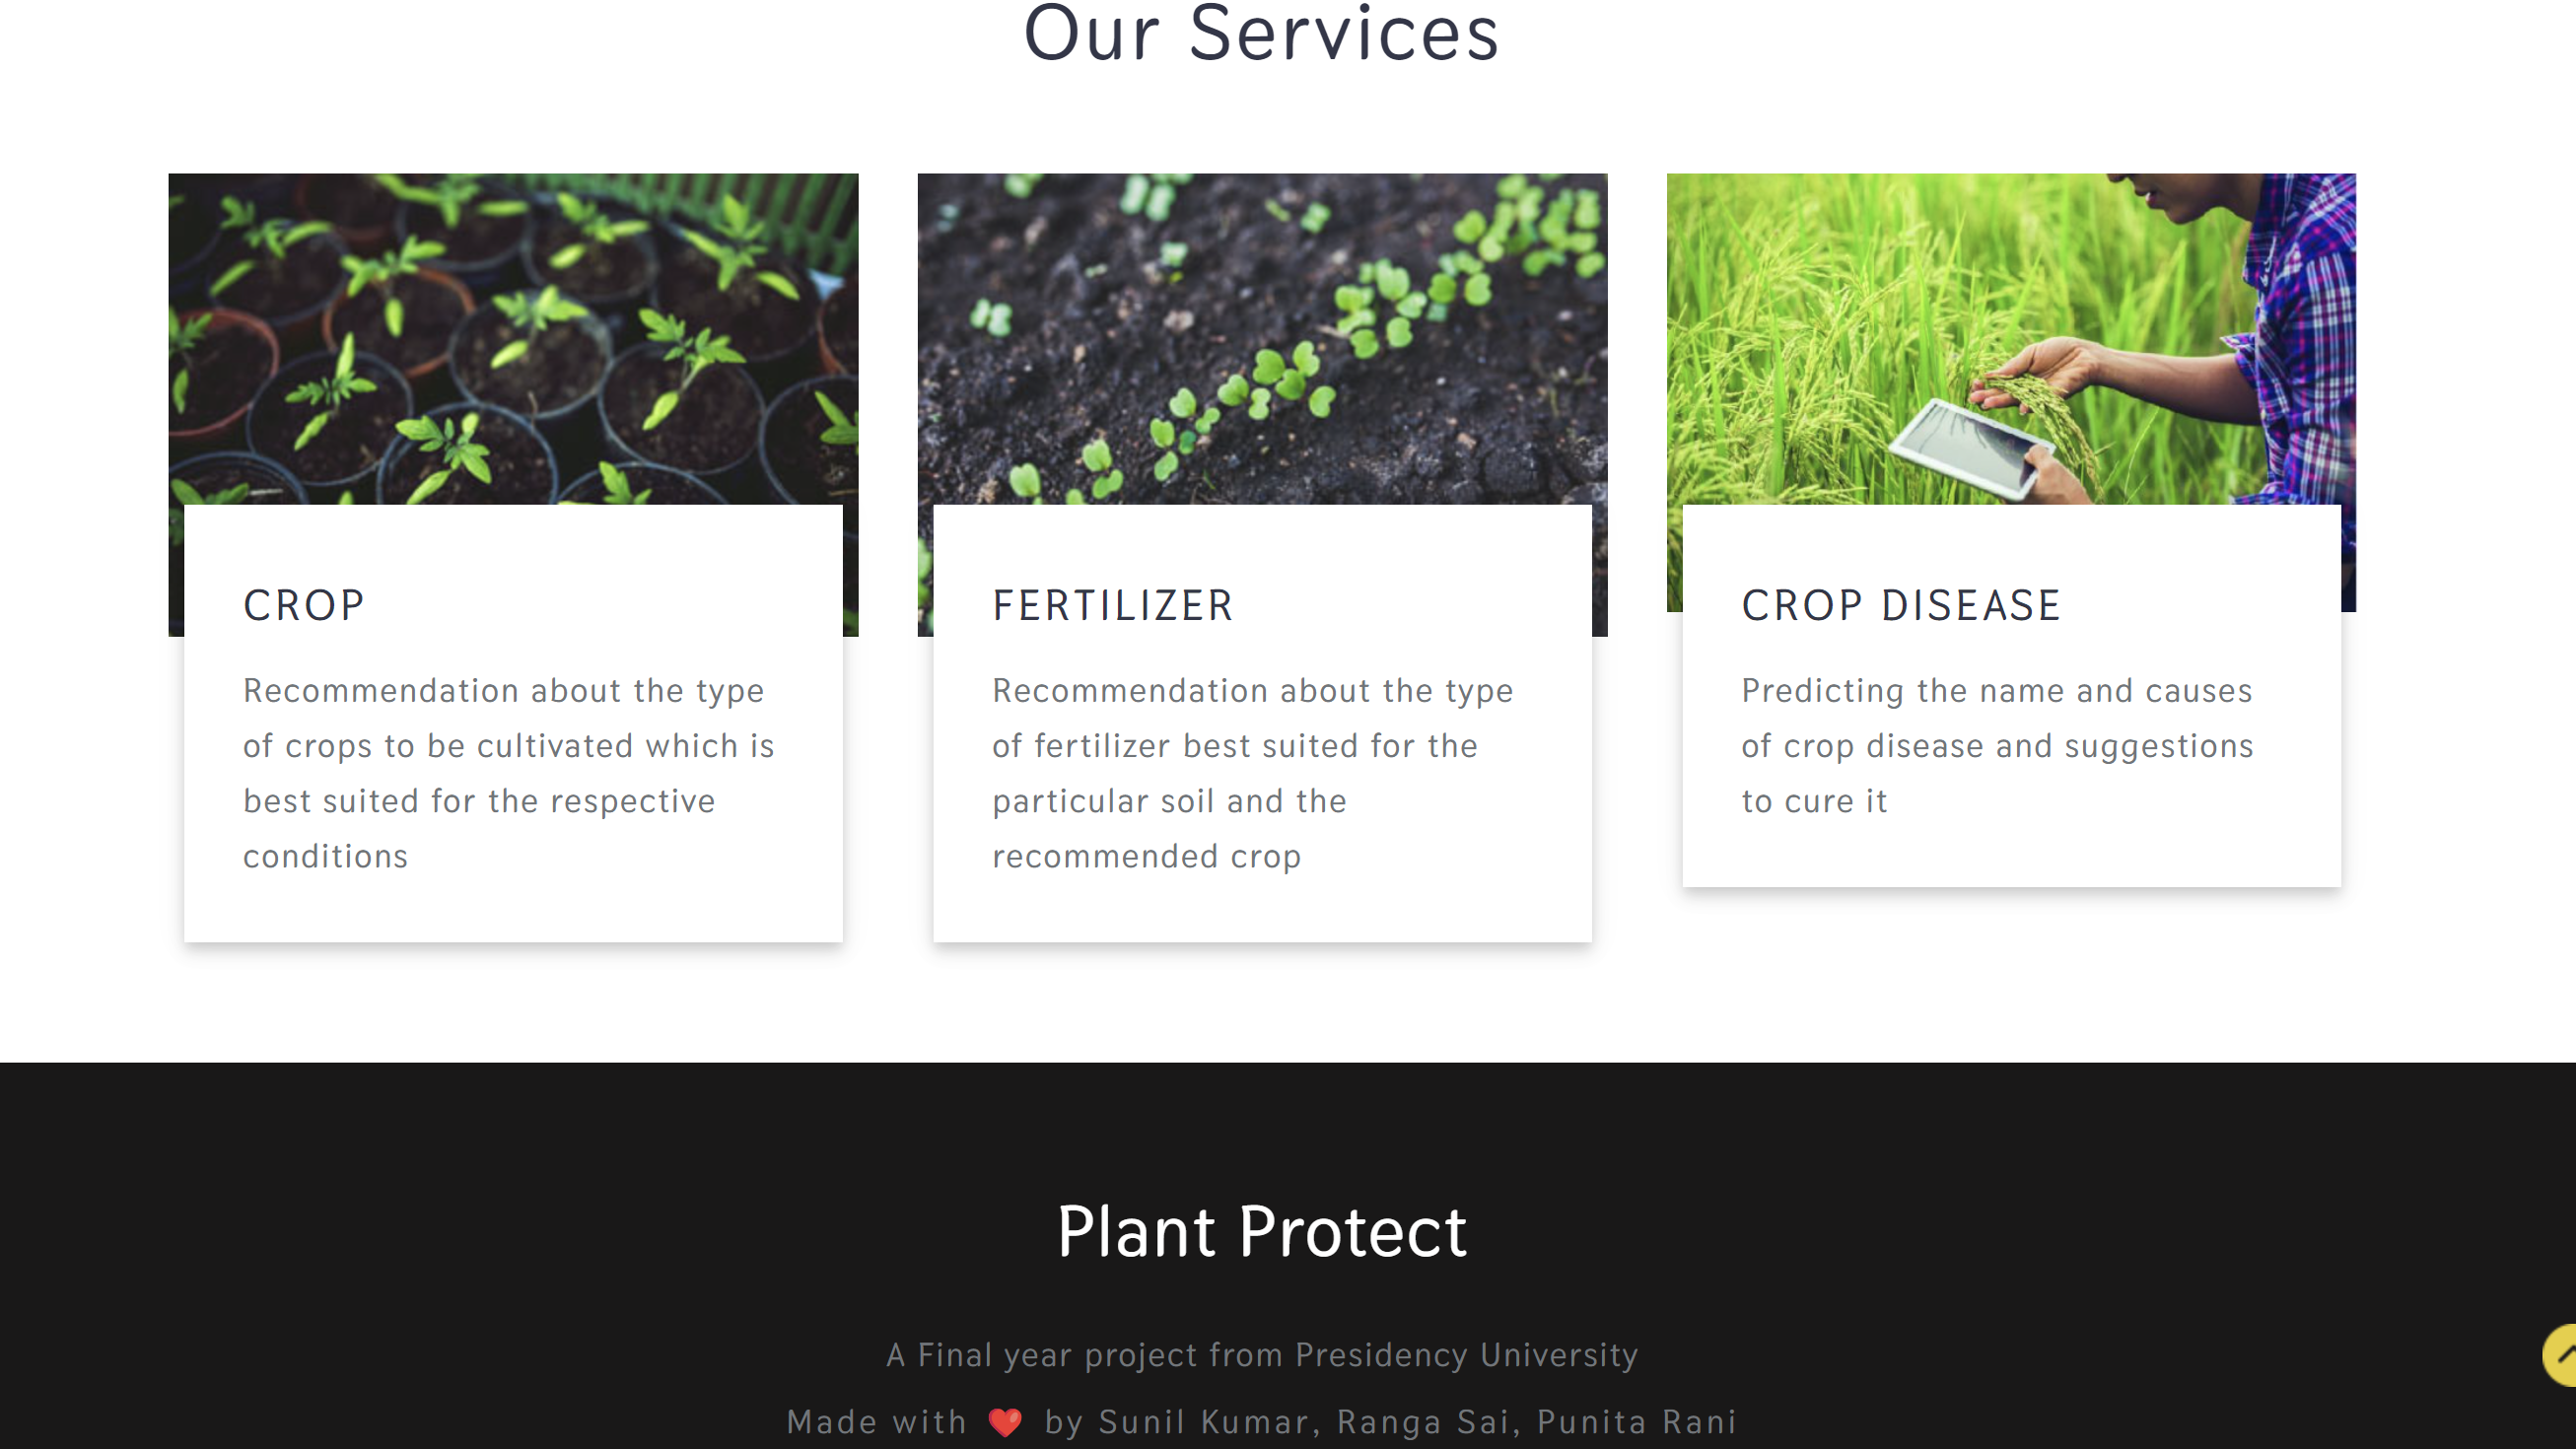 Our Services
CROP
Recommendation about the type
of crops to be cultivated which is
best suited for the respective
conditions
FERTILIZER
Recommendation about the type
of fertilizer best suited for the
particular soil and the
recommended crop
CROP DISEASE
Predicting the name and causes
of crop disease and suggestions
to cure it
Plant Protect
A Final year project from Presidency University
Made with ❤️ by Sunil Kumar, Ranga Sai, Punita Rani